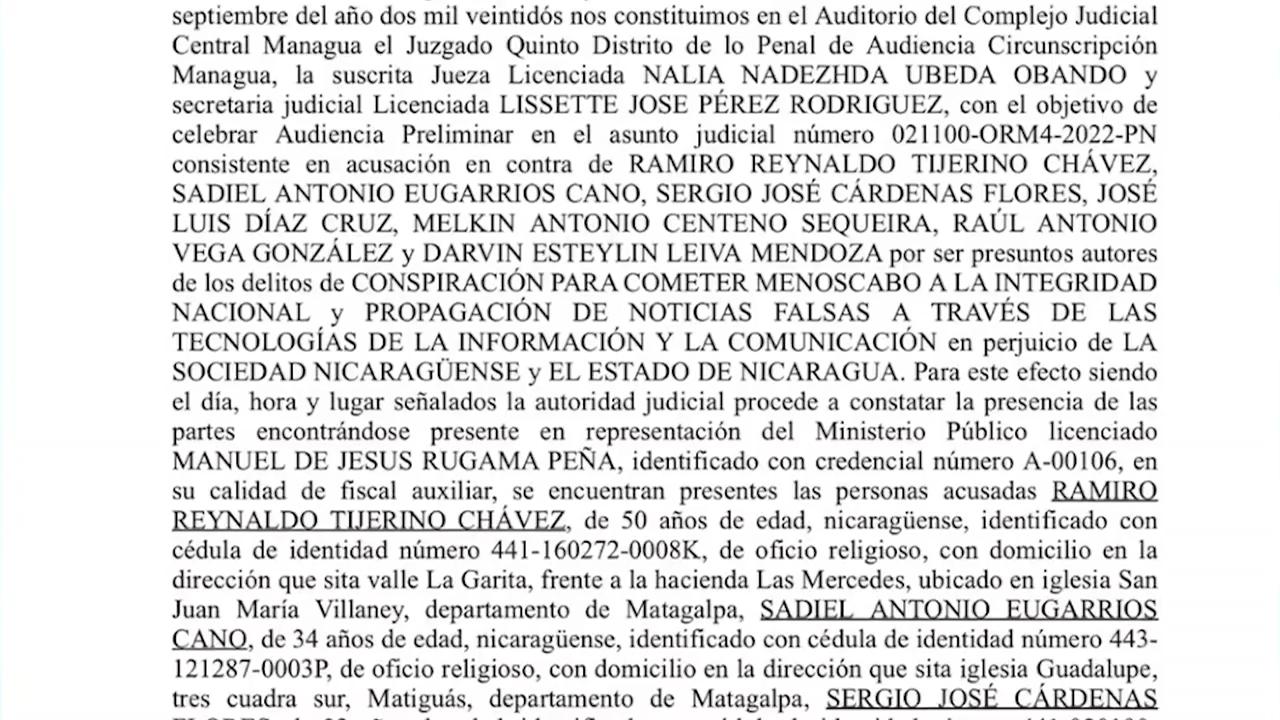 septiembre del año dos mil veintidós nos constituimos en el Auditorio del Complejo Judicial
Central Managua el Juzgado Quinto Distrito de lo Penal de Audiencia Circunscripción
Managua, la suscrita Jueza Licenciada NALIA NADEZHDA UBEDA OBANDO y
secretaria judicial Licenciada LISSETTE JOSE PÉREZ RODRIGUEZ, con el objetivo de
celebrar Audiencia Preliminar en el asunto judicial número 021100-ORM4-2022-PN
consistente en acusación en contra de RAMIRO REYNALDO TIJERINO CHÁVEZ,
SADIEL ANTONIO EUGARRIOS CANO, SERGIO JOSÉ CÁRDENAS FLORES, JOSÉ
LUIS DÍAZ CRUZ, MELKIN ANTONIO CENTENO SEQUEIRA, RAÚL ANTONIO
VEGA GONZÁLEZ y DARVIN ESTEYLIN LEIVA MENDOZA por ser presuntos autores
de los delitos de CONSPIRACIÓN PARA COMETER MENOSCABO A LA INTEGRIDAD
NACIONAL y PROPAGACIÓN DE NOTICIAS FALSAS A TRAVÉS DE LAS
TECNOLOGÍAS DE LA INFORMACIÓN Y LA COMUNICACIÓN en perjuicio de LA
SOCIEDAD NICARAGÜENSE y EL ESTADO DE NICARAGUA. Para este efecto siendo
el día, hora y lugar señalados la autoridad judicial procede a constatar la presencia de las
partes encontrándose presente en representación del Ministerio Público licenciado
MANUEL DE JESUS RUGAMA PEÑA, identificado con credencial número A-00106, en
su calidad de fiscal auxiliar, se encuentran presentes las personas acusadas RAMIRO
REYNALDO TIJERINO CHÁVEZ, de 50 años de edad, nicaragüense, identificado con
cédula de identidad número 441-160272-0008K, de oficio religioso, con domicilio en la
dirección que sita valle La Garita, frente a la hacienda Las Mercedes, ubicado en iglesia San
Juan María Villaney, departamento de Matagalpa, SADIEL ANTONIO EUGARRIOS
CANO, de 34 años de edad, nicaragüense, identificado con cédula de identidad número 443-
121287-0003P, de oficio religioso, con domicilio en la dirección que sita iglesia Guadalupe,
tres cuadra sur, Matiguás, departamento de Matagalpa, SERGIO JOSÉ CÁRDENAS